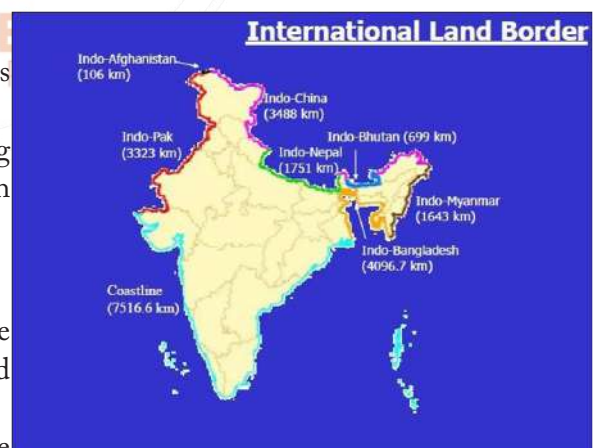 International Land Border
Indo-Afghanistan
(106 km)
s
Indo-China
(3488 km)
Indo-Pak
(3323 km)
Indo-Bhutan (699 km)
g
Indo-Nepal
(1751 km)
Indo-Myanmar
(1643 km)
Indo-Bangladesh
(4096.7 km)
Coastline
(7516.6 km)
e
d
e